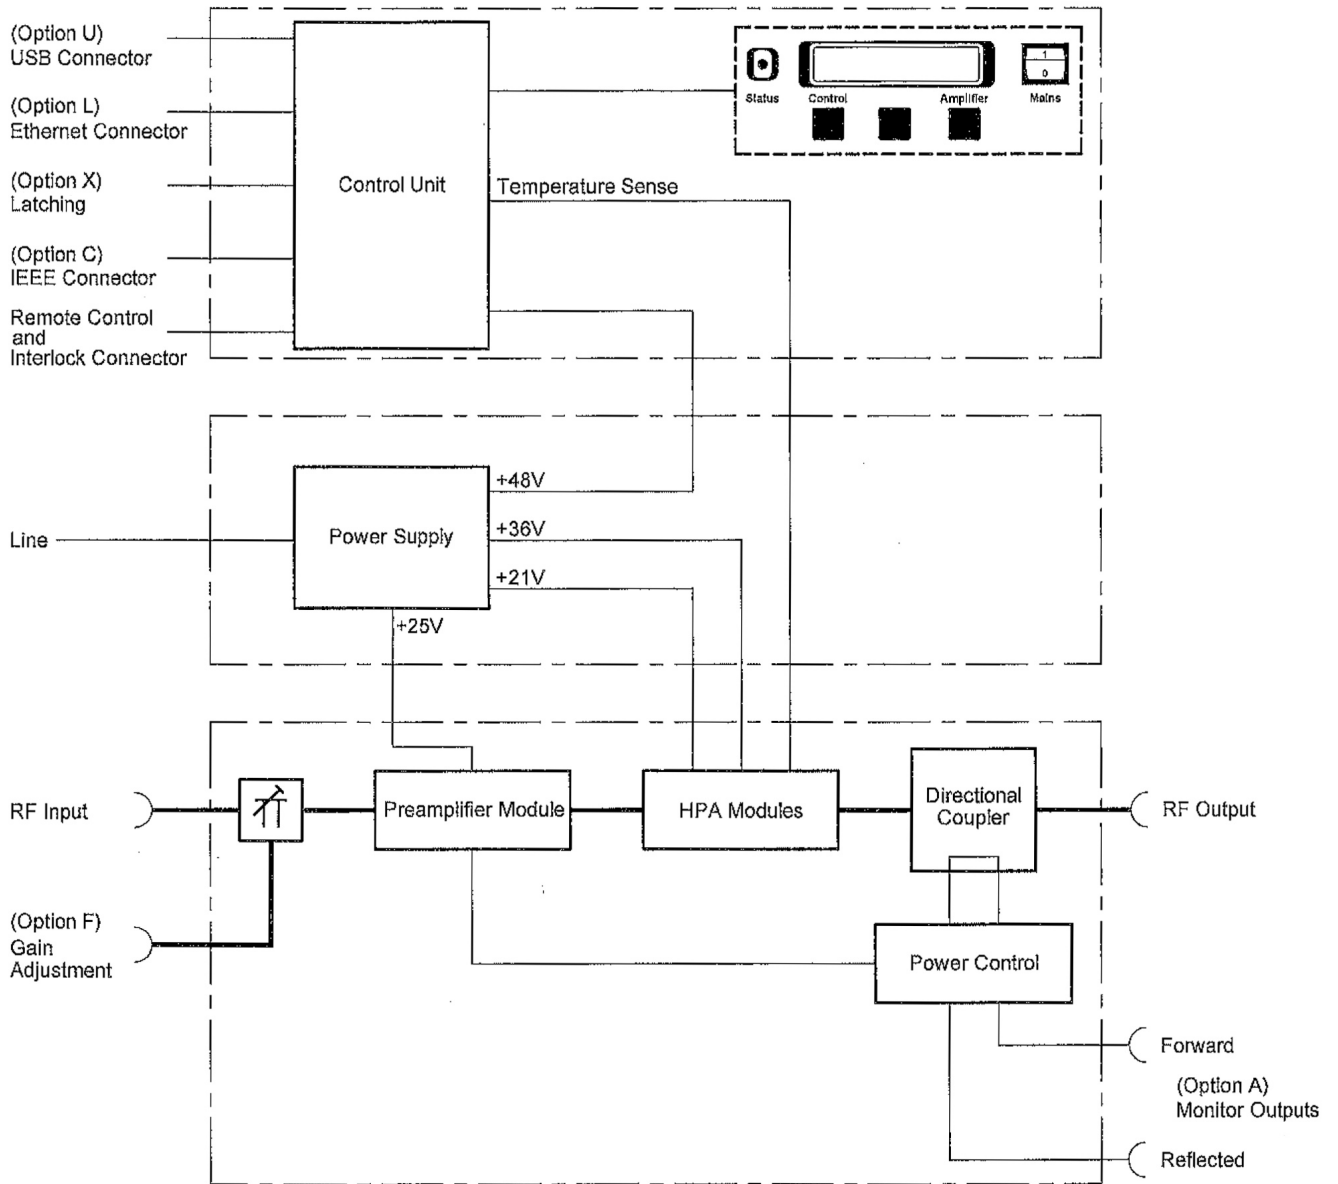 (Option U)
USB Connector
(Option L)
Ethernet Connector
(Option X)
Latching
(Option C)
IEEE Connector
Remote Control
and
Interlock Connector
Control Unit
Temperature Sense
Status
Control
Amplifier
1
0
Mains
Line
Power Supply
+48V
+36V
+21V
+25V
RF Input
Preamplifier Module
HPA Modules
Directional
Coupler
RF Output
(Option F)
Gain
Adjustment
Power Control
Forward
(Option A)
Monitor Outputs
Reflected